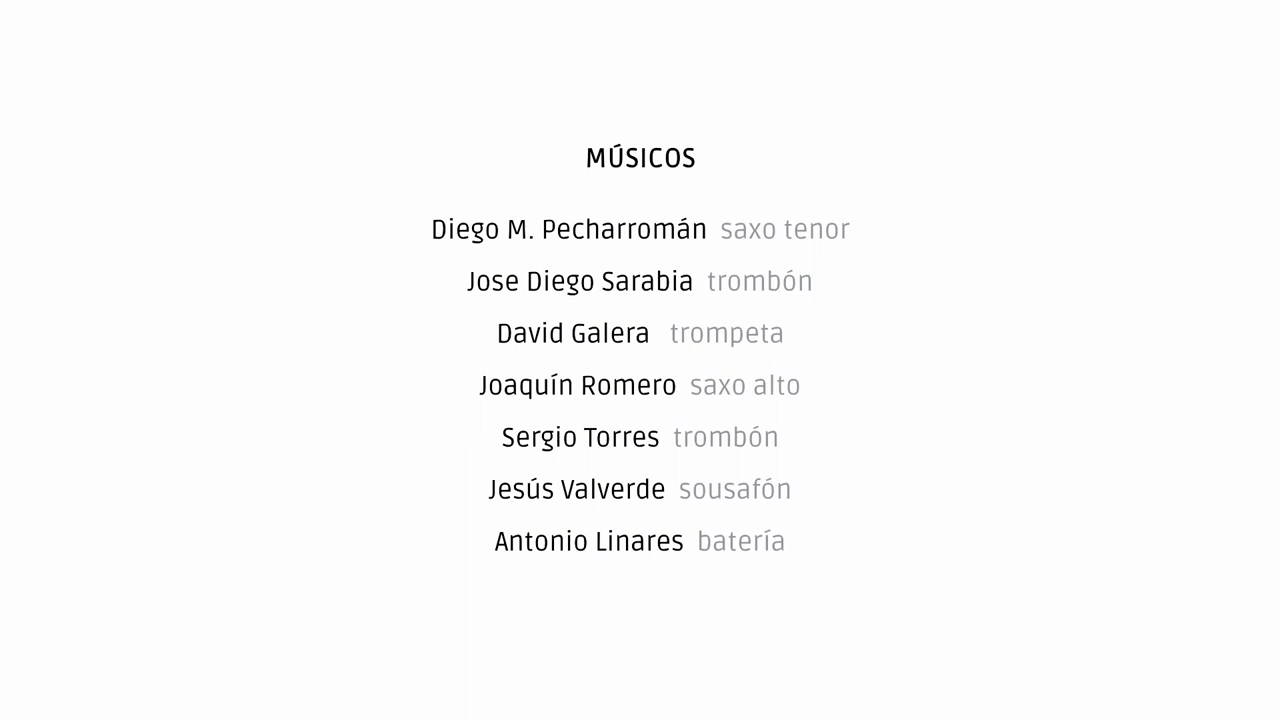 MÚSICOS
Diego M. Pecharromán saxo tenor
Jose Diego Sarabia trombón
David Galera trompeta
Joaquín Romero saxo alto
Sergio Torres trombón
Jesús Valverde sousafón
Antonio Linares batería